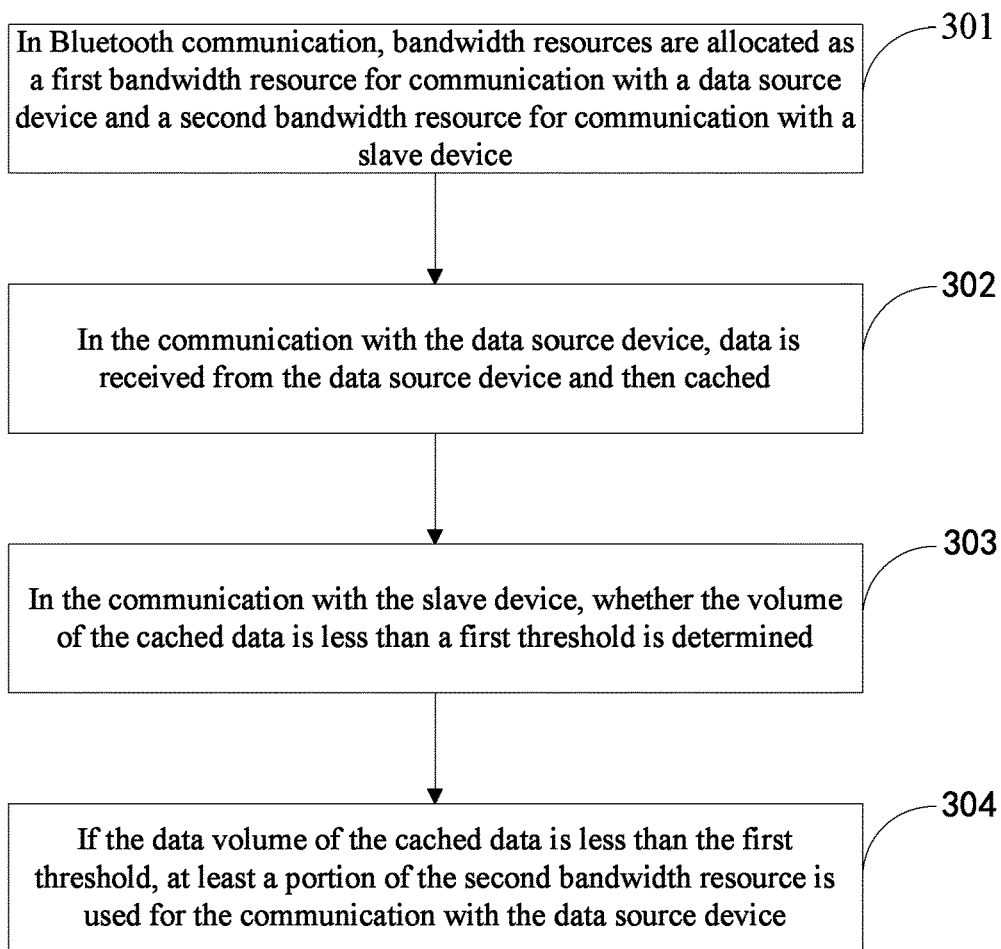 In Bluetooth communication, bandwidth resources are allocated as
a first bandwidth resource for communication with a data source
device and a second bandwidth resource for communication with a
slave device
301
In the communication with the data source device, data is
received from the data source device and then cached
302
In the communication with the slave device, whether the volume
of the cached data is less than a first threshold is determined
303
If the data volume of the cached data is less than the first
threshold, at least a portion of the second bandwidth resource is
used for the communication with the data source device
304